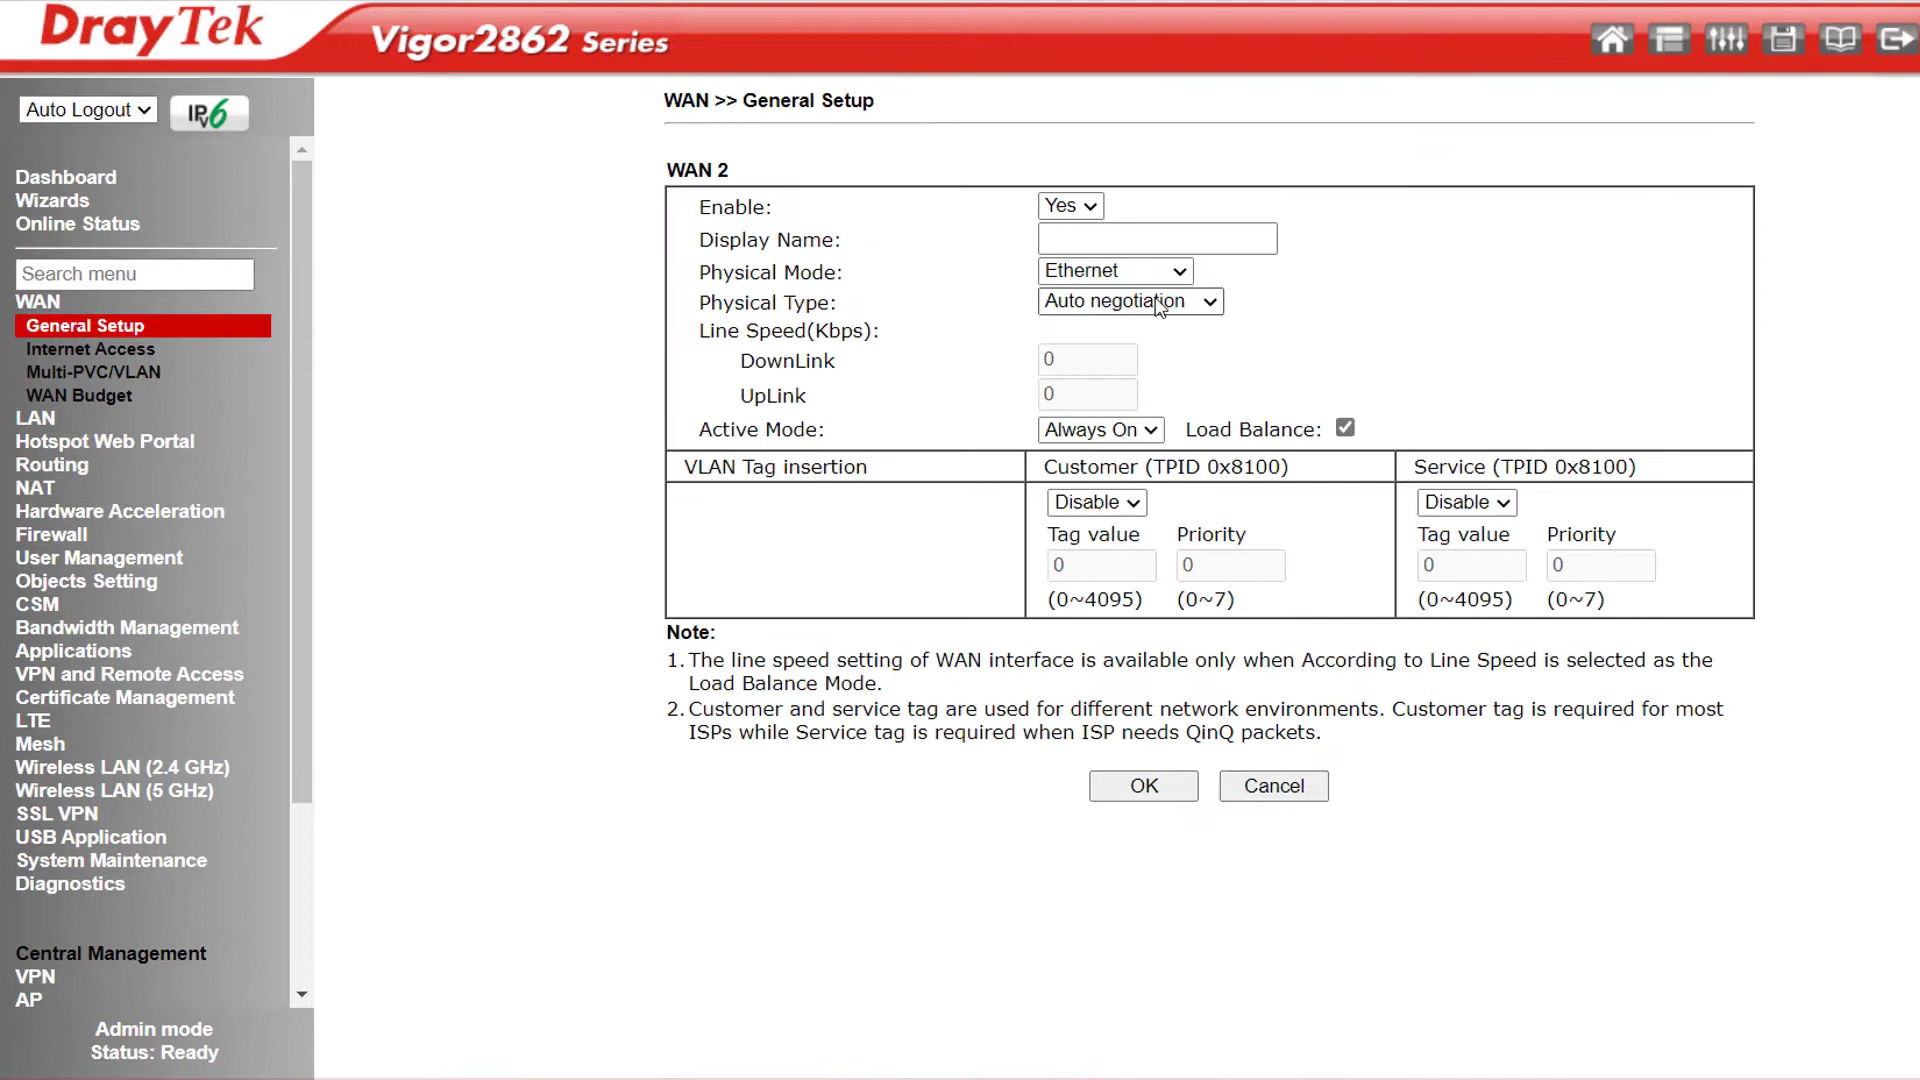 DrayTek
Vigor2862 Series
Auto Logout
IPv6
Dashboard
Wizards
Online Status
Search menu
WAN
General Setup
Internet Access
Multi-PVC/VLAN
WAN Budget
LAN
Hotspot Web Portal
Routing
NAT
Hardware Acceleration
Firewall
User Management
Objects Setting
CSM
Bandwidth Management
Applications
VPN and Remote Access
Certificate Management
LTE
Mesh
Wireless LAN (2.4 GHz)
Wireless LAN (5 GHz)
SSL VPN
USB Application
System Maintenance
Diagnostics
Central Management
VPN
AP
Admin mode
Status: Ready
WAN >> General Setup
WAN 2
Enable: Yes
Display Name:
Physical Mode: Ethernet
Physical Type: Auto negotiation
Line Speed(Kbps):
DownLink 0
UpLink 0
Active Mode: Always On Load Balance:
VLAN Tag insertion Customer (TPID 0x8100) Service (TPID 0x8100)
Disable Disable
Tag value Priority Tag value Priority
0 0 0 0
(0~4095) (0~7) (0~4095) (0~7)
Note:
1. The line speed setting of WAN interface is available only when According to Line Speed is selected as the
Load Balance Mode.
2. Customer and service tag are used for different network environments. Customer tag is required for most
ISPs while Service tag is required when ISP needs QinQ packets.
OK Cancel